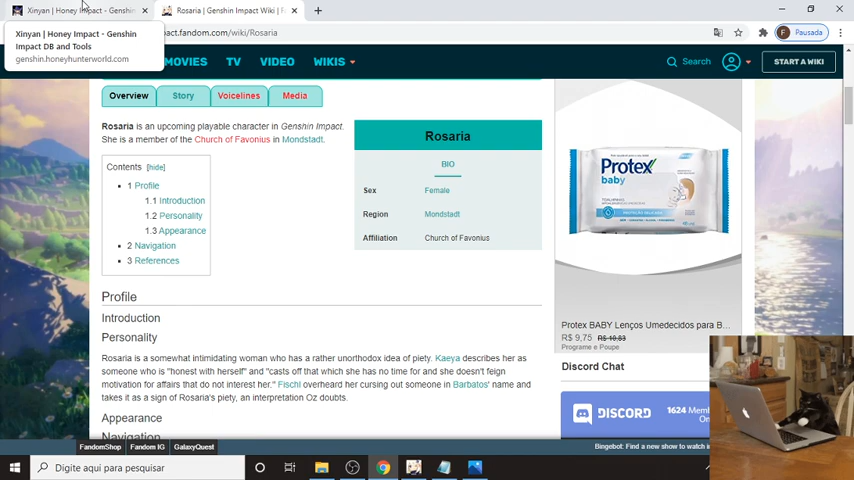 Xinyan | Honey Impact - Genshin
Rosaria | Genshin Impact Wiki | F
Xinyan | Honey Impact - Genshin
Impact DB and Tools
genshin.honeyhunterworld.com
pact.fandom.com/wiki/Rosaria
F Pausada
MOVIES TV VIDEO WIKIS
Search
START A WIKI
Overview Story Voicelines Media
Rosaria is an upcoming playable character in Genshin Impact.
She is a member of the Church of Favonius in Mondstadt.
Contents [hide]
• 1 Profile
1.1 Introduction
1.2 Personality
1.3 Appearance
• 2 Navigation
• 3 References
Rosaria
BIO
Sex Female
Region Mondstadt
Affiliation Church of Favonius
Profile
Introduction
Personality
Rosaria is a somewhat intimidating woman who has a rather unorthodox idea of piety. Kaeya describes her as
someone who is "honest with herself" and "casts off that which she has no time for and she doesn't feign
motivation for affairs that do not interest her." Fischl overheard her cursing out someone in Barbatos' name and
takes it as a sign of Rosaria's piety, an interpretation Oz doubts.
Appearance
Navigation
Protex
baby
Protex BABY Lenços Umedecidos para B...
R$ 9,75 R$ 10,83
Programe e Poupe
Discord Chat
DISCORD 1624 Memb
On
FandomShop Fandom IG GalaxyQuest
Bingebot: Find a new show to watch in
Digite aqui para pesquisar